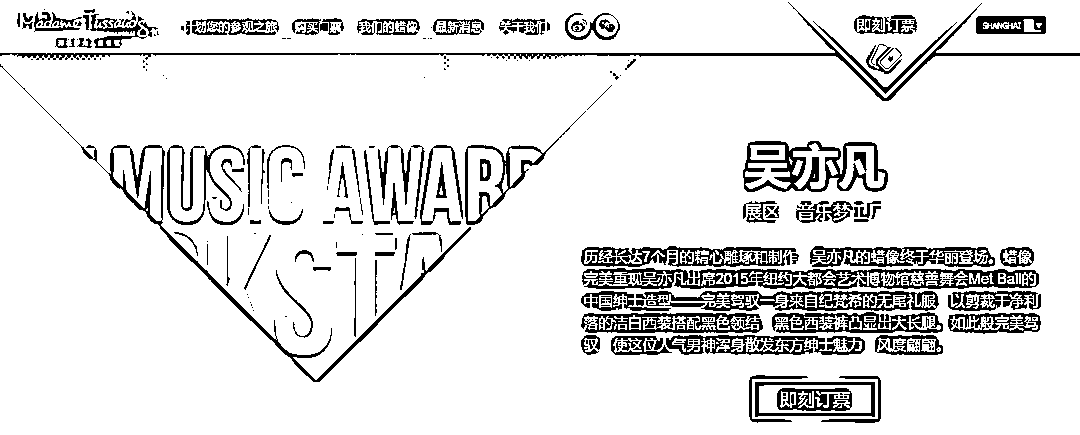 Madame Tussauds
计划您的参观之旅 购买门票 我们的蜡像 最新消息 关于我们
即刻订票
SHANGHAI
MUSIC AWARD
吴亦凡
展区 音乐梦工厂
历经长达7个月的精心雕琢和制作 吴亦凡的蜡像终于华丽登场。蜡像
完美重现吴亦凡出席2015年纽约大都会艺术博物馆慈善舞会Met Ball的
中国绅士造型——完美驾驭一身来自纪梵希的无尾礼服 以剪裁干净利
落的洁白西装搭配黑色领结 黑色西装裤凸显出大长腿。如此般完美驾
驭 使这位人气男神浑身散发东方绅士魅力 风度翩翩。
即刻订票